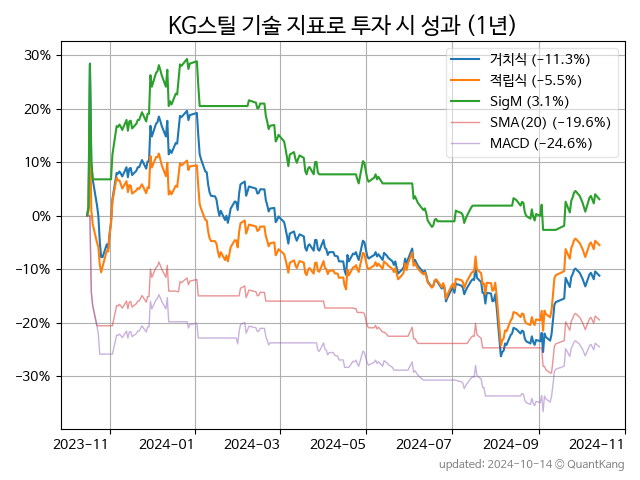 KG스틸 기술 지표로 투자 시 성과 (1년)
거치식 (−11.3%)
적립식 (−5.5%)
SigM (3.1%)
SMA(20) (−19.6%)
MACD (−24.6%)
30%
20%
10%
0%
−10%
−20%
−30%
2023-11
2024-01
2024-03
2024-05
2024-07
2024-09
2024-11
updated: 2024-10-14 © QuantKang